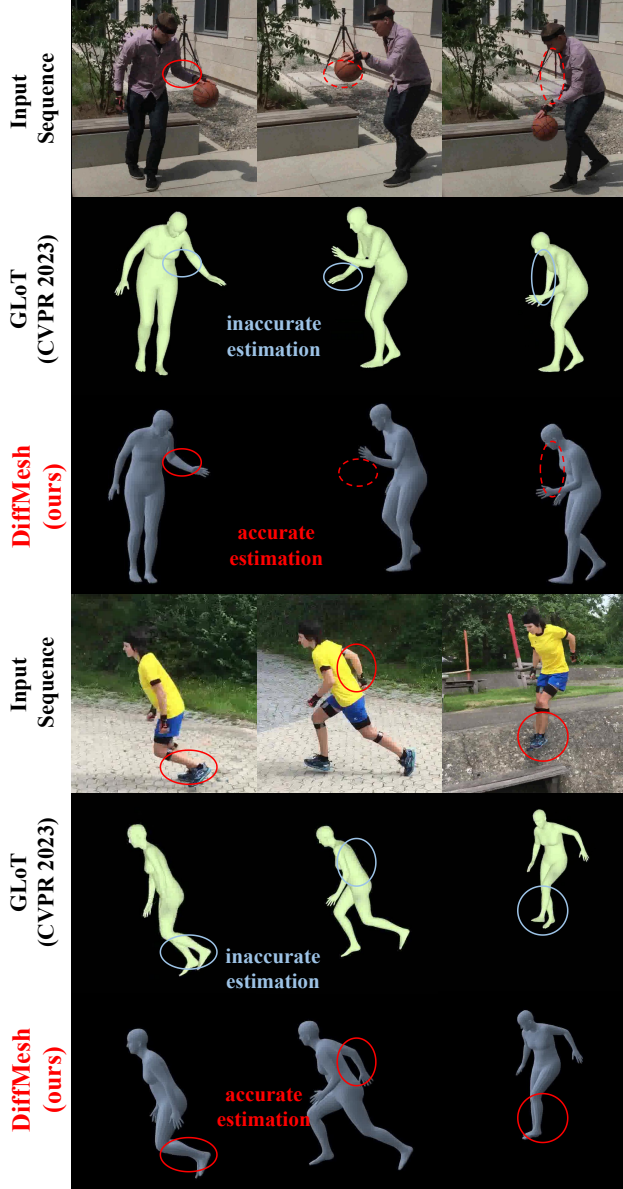 Input
Sequence
GLoT
(CVPR 2023)
inaccurate
estimation
DiffMesh
(ours)
accurate
estimation
Input
Sequence
GLoT
(CVPR 2023)
inaccurate
estimation
DiffMesh
(ours)
accurate
estimation